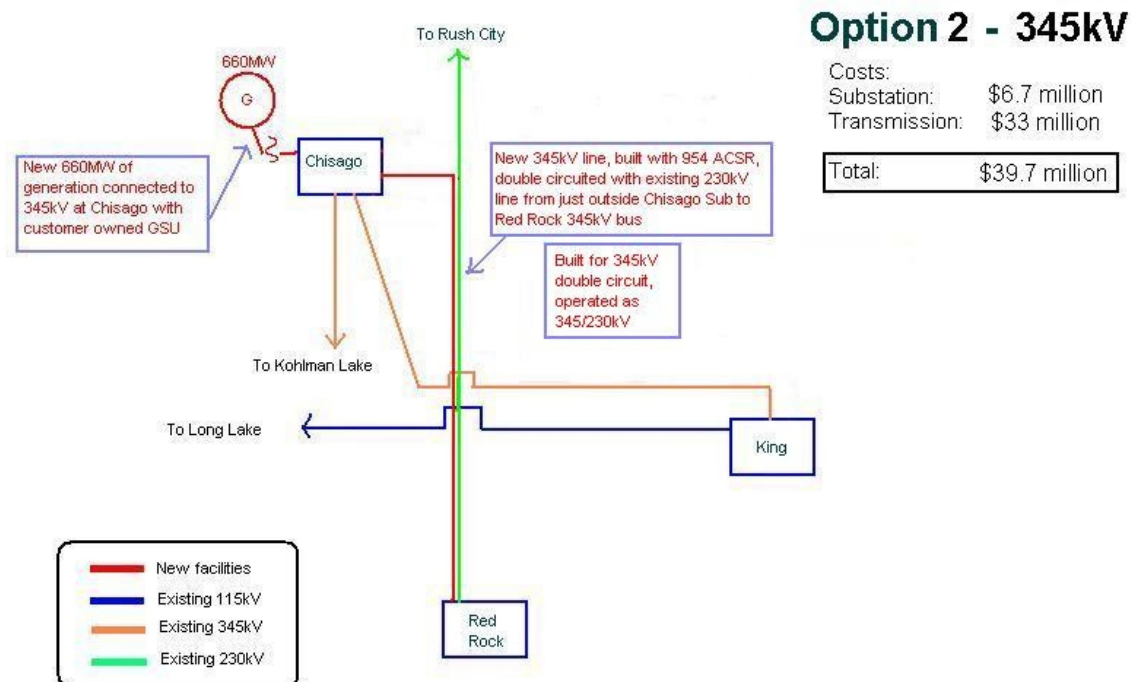 Option 2 - 345kV
Costs:
Substation: $6.7 million
Transmission: $33 million
Total: $39.7 million
To Rush City
660MW
G
Chisago
New 660MW of
generation connected to
345kV at Chisago with
customer owned GSU
New 345kV line, built with 954 ACSR,
double circuited with existing 230kV
line from just outside Chisago Sub to
Red Rock 345kV bus
Built for 345kV
double circuit,
operated as
345/230kV
To Kohlman Lake
To Long Lake
King
Red
Rock
New facilities
Existing 115kV
Existing 345kV
Existing 230kV